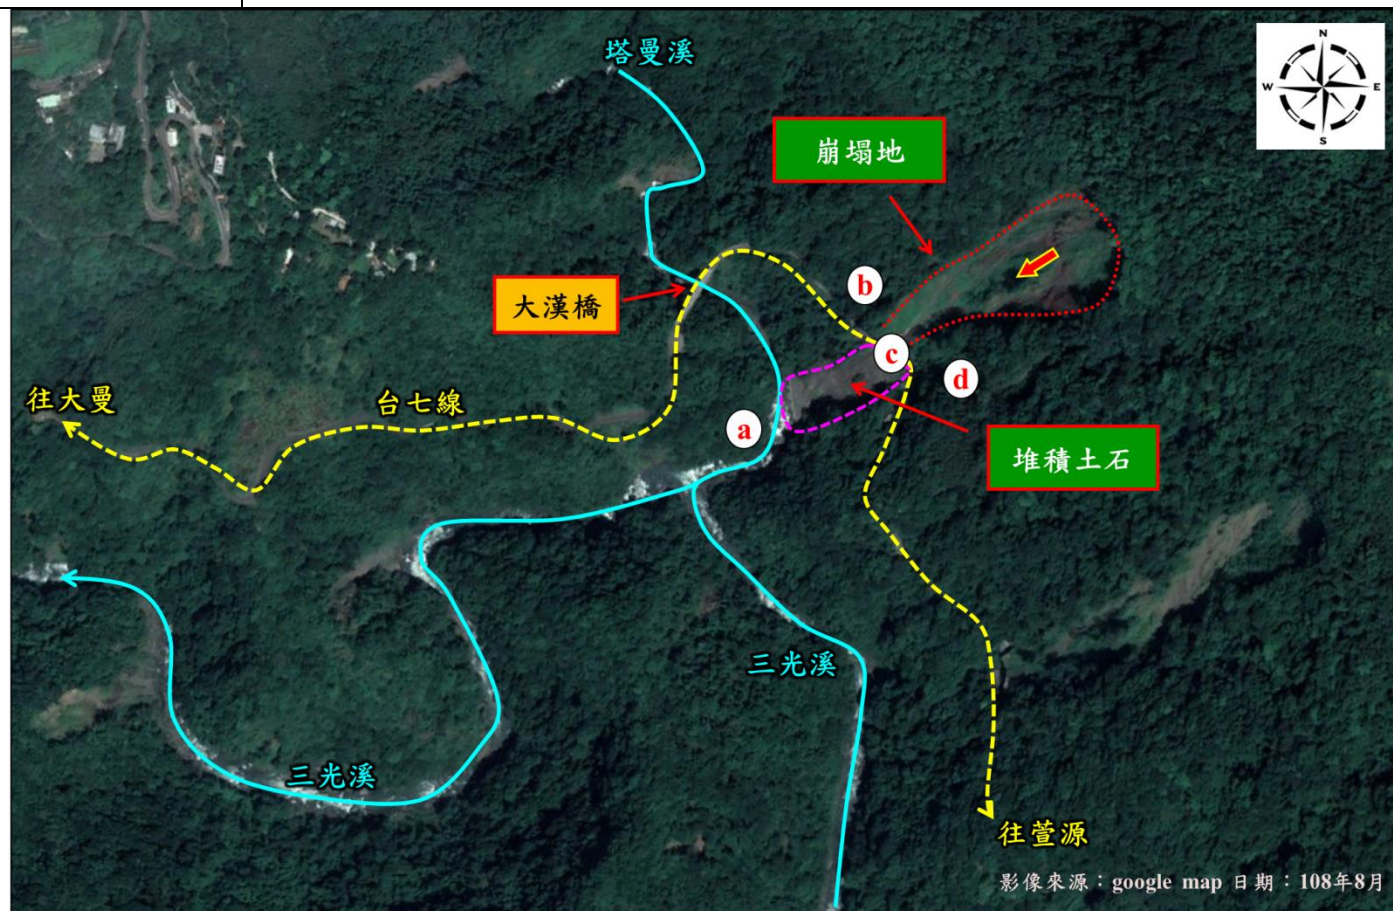 塔曼溪
N
W
E
S
崩塌地
b
大漢橋
c
d
往大曼
台七線
a
堆積土石
三光溪
三光溪
往萱源
影像來源：google map 日期：108年8月